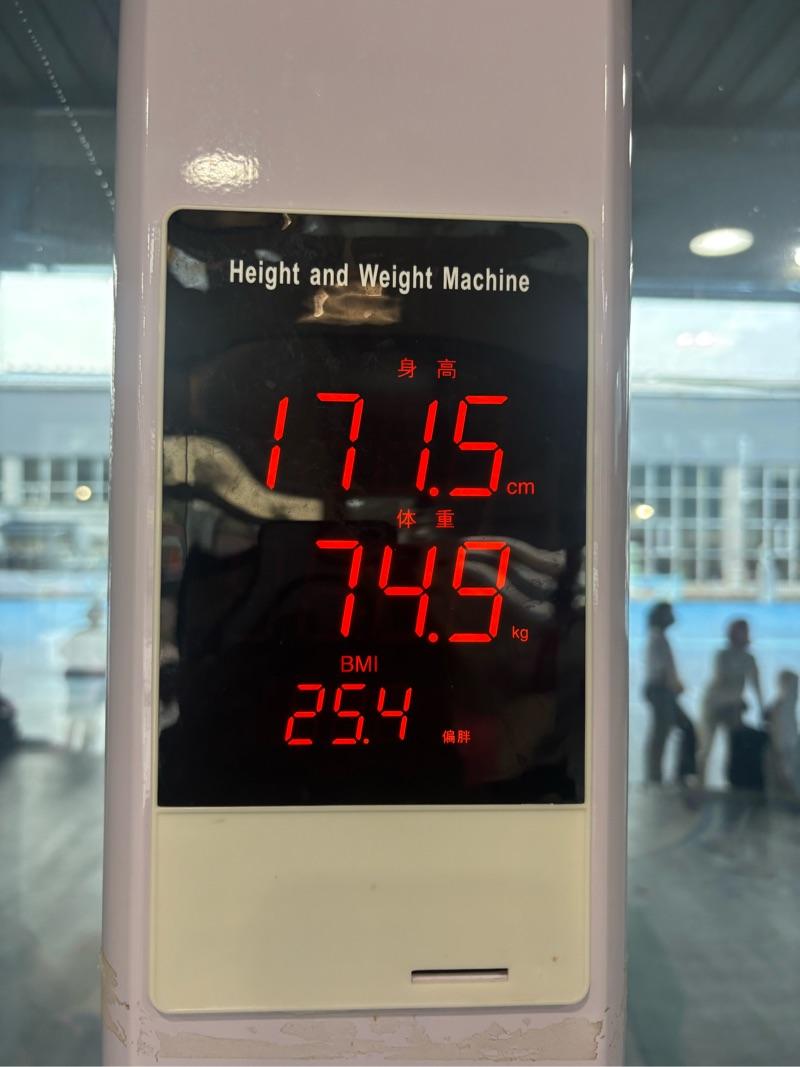 Height and Weight Machine
身 高
171.5 cm
体 重
74.9 kg
BMI
25.4 偏胖